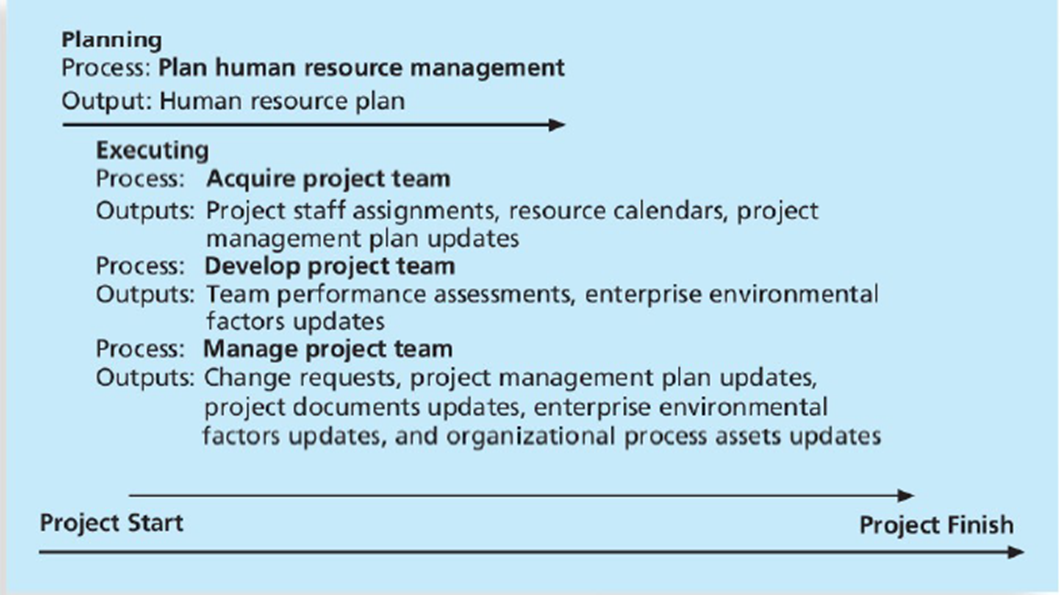 Planning
Process: Plan human resource management
Output: Human resource plan
Executing
Process: Acquire project team
Outputs: Project staff assignments, resource calendars, project
management plan updates
Process: Develop project team
Outputs: Team performance assessments, enterprise environmental
factors updates
Process: Manage project team
Outputs: Change requests, project management plan updates,
project documents updates, enterprise environmental
factors updates, and organizational process assets updates
Project Start
Project Finish